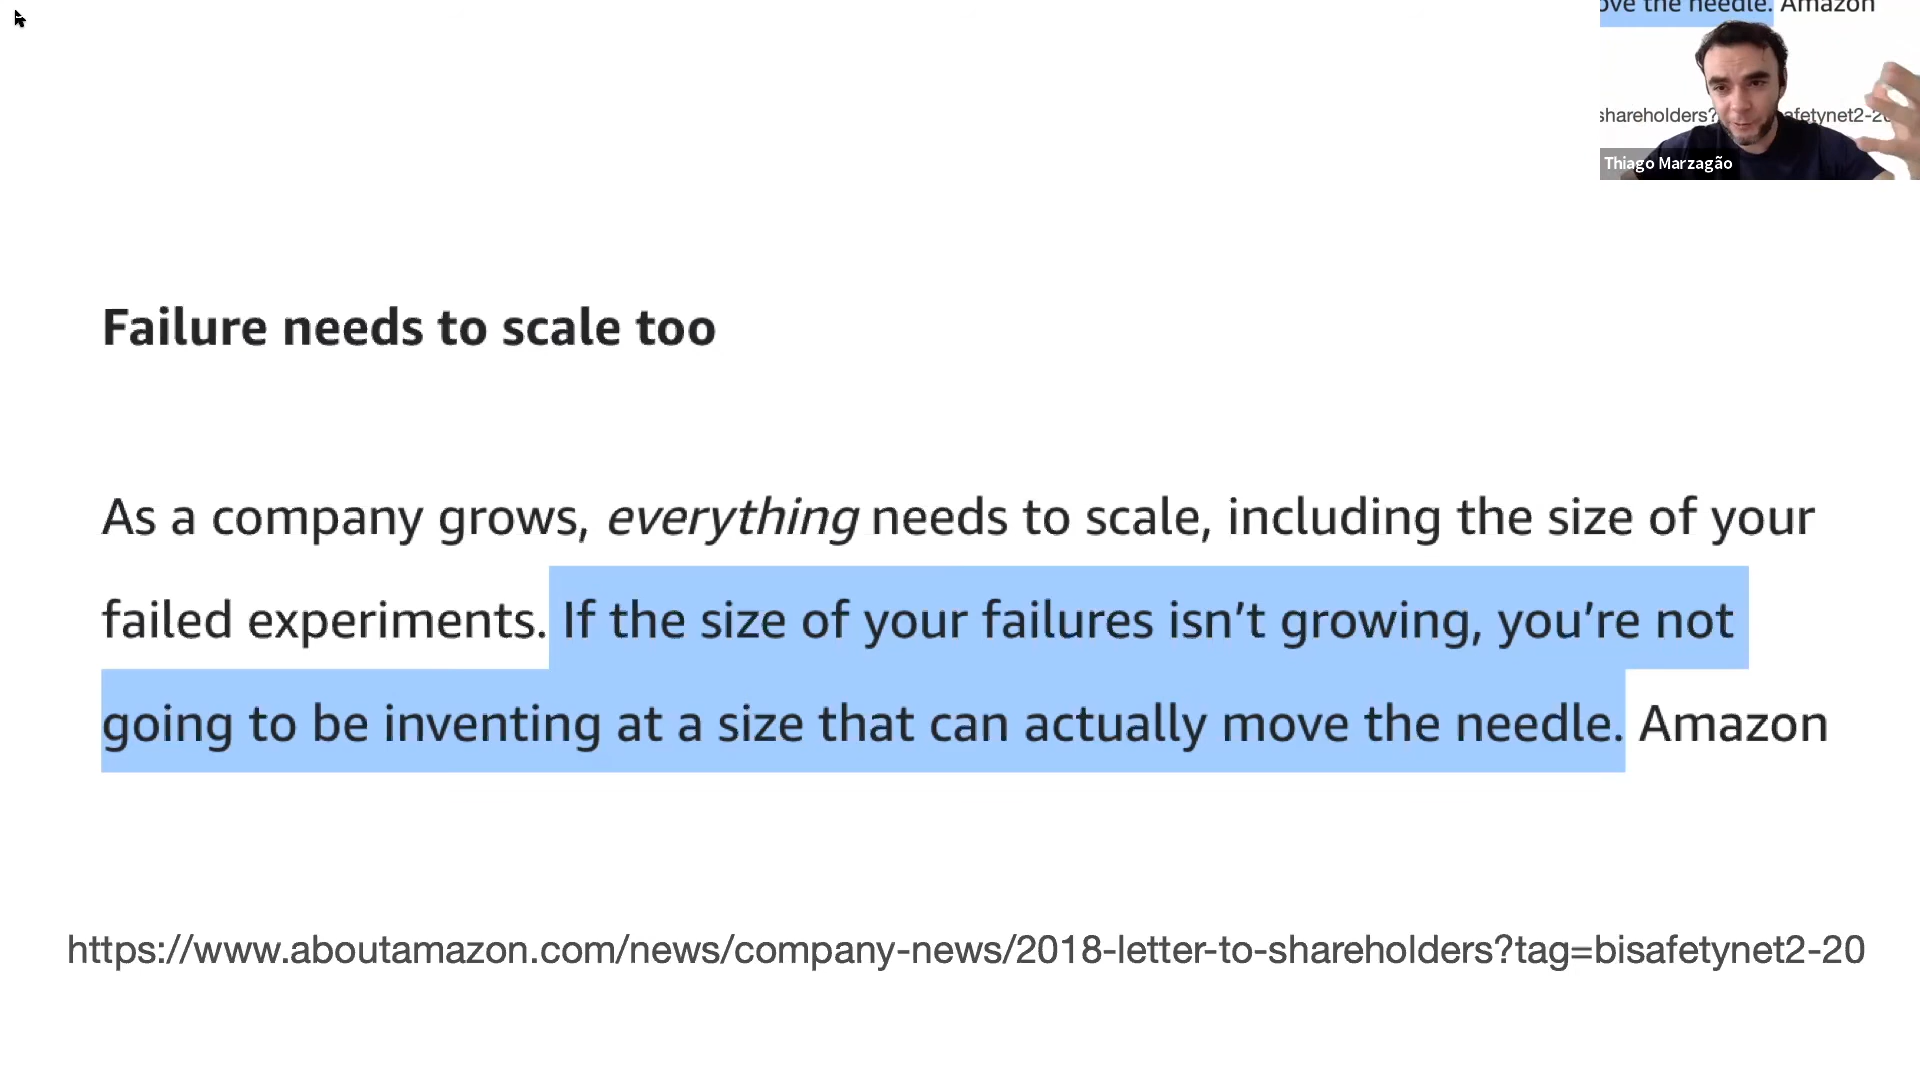 ove the needle. Amazon
shareholders?
afetynet2-20
Thiago Marzagão
Failure needs to scale too
As a company grows, everything needs to scale, including the size of your
failed experiments. If the size of your failures isn’t growing, you’re not
going to be inventing at a size that can actually move the needle. Amazon
https://www.aboutamazon.com/news/company-news/2018-letter-to-shareholders?tag=bisafetynet2-20